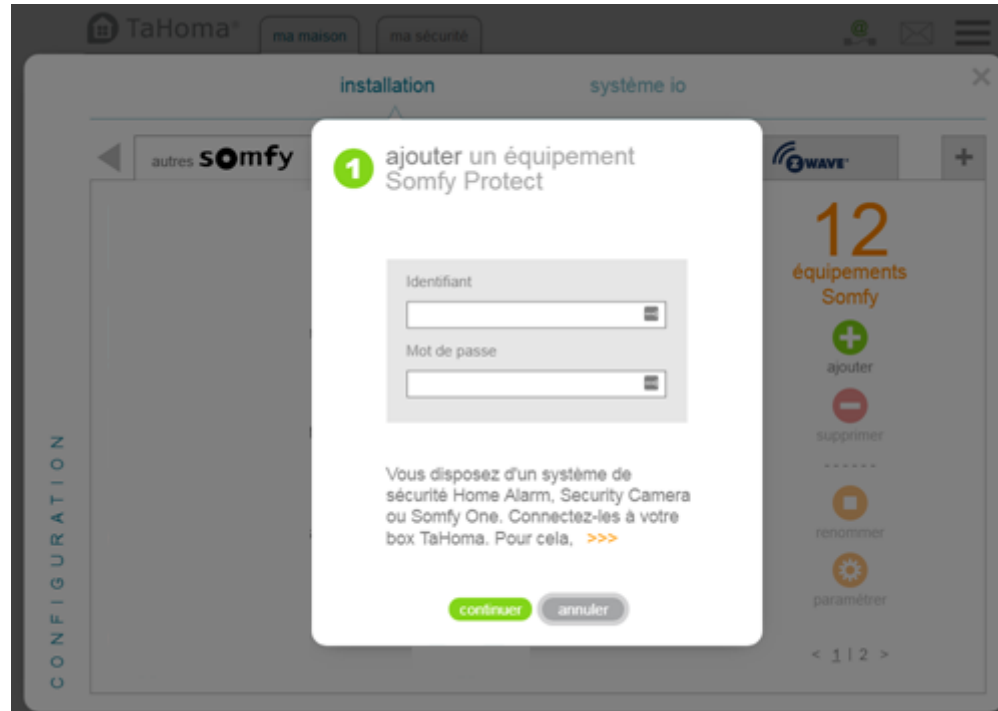 TaHoma®
ma maison
ma sécurité
installation
système io
autres somfy
ZWAVE
1
ajouter un équipement
Somfy Protect
Identifiant
Mot de passe
Vous disposez d'un système de
sécurité Home Alarm, Security Camera
ou Somfy One. Connectez-les à votre
box TaHoma. Pour cela, >>>
continuer
annuler
12
équipements
Somfy
ajouter
supprimer
------
renommer
paramétrer
< 1 | 2 >
CONFIGURATION